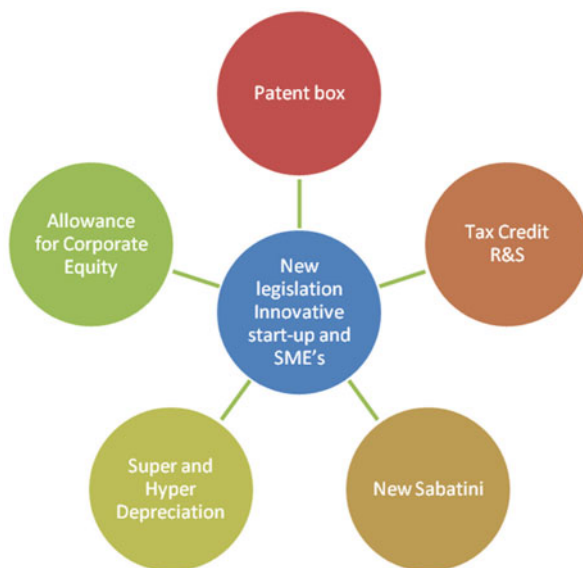 Patent box
Allowance
for Corporate
Equity
Tax Credit
R&S
New
legislation
Innovative
start-up and
SME's
Super and
Hyper
Depreciation
New Sabatini